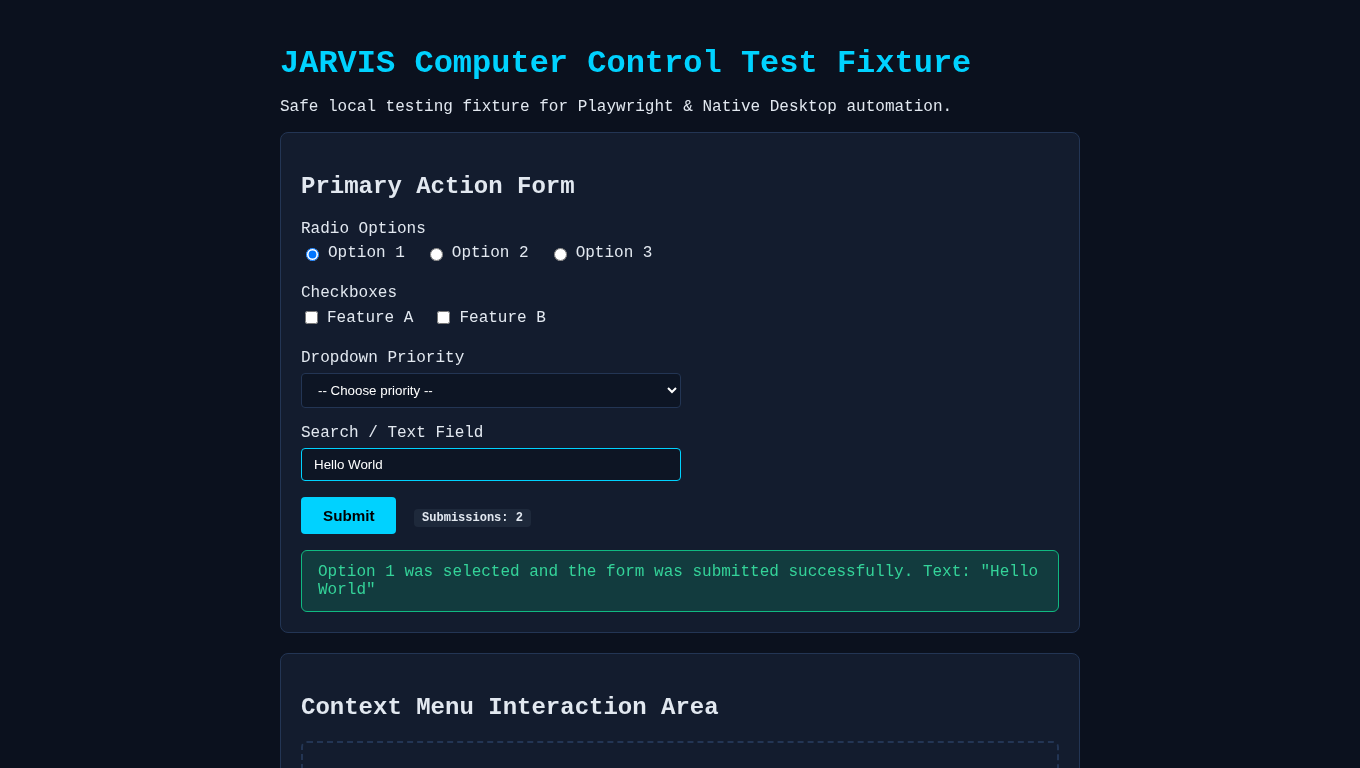 JARVIS Computer Control Test Fixture
Safe local testing fixture for Playwright & Native Desktop automation.
Primary Action Form
Radio Options
Option 1 Option 2 Option 3
Checkboxes
Feature A Feature B
Dropdown Priority
-- Choose priority --
Search / Text Field
Hello World
Submit Submissions: 2
Option 1 was selected and the form was submitted successfully. Text: "Hello
World"
Context Menu Interaction Area